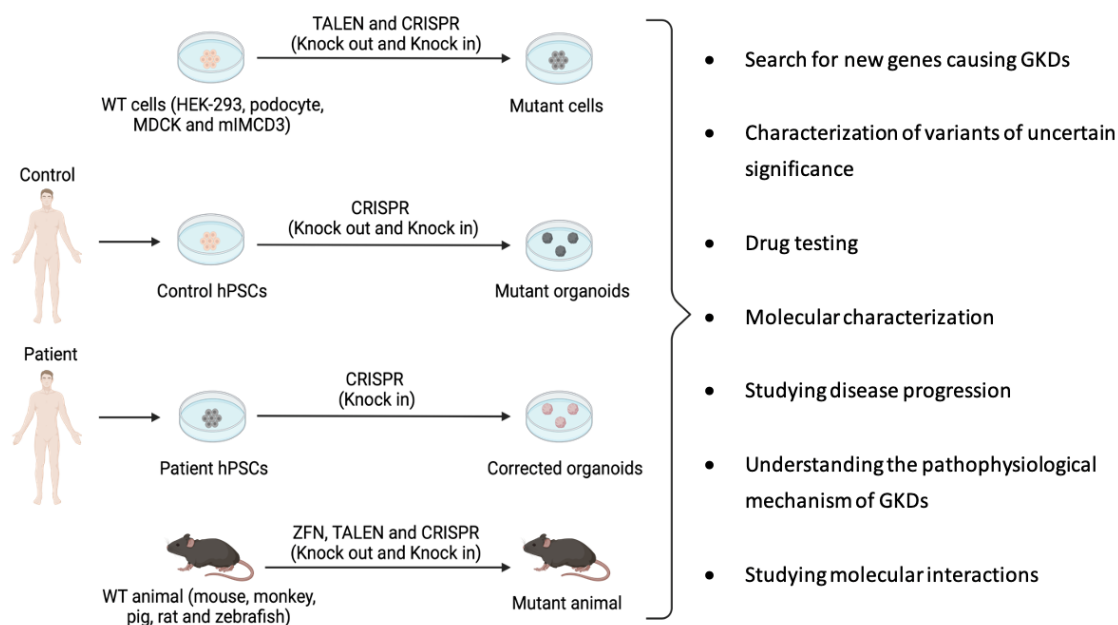 TALEN and CRISPR
(Knock out and Knock in)
WT cells (HEK-293, podocyte,
MDCK and mIMCD3)
Mutant cells
Control
CRISPR
(Knock out and Knock in)
Control hPSCs
Mutant organoids
Patient
CRISPR
(Knock in)
Patient hPSCs
Corrected organoids
ZFN, TALEN and CRISPR
(Knock out and Knock in)
WT animal (mouse, monkey,
pig, rat and zebrafish)
Mutant animal
• Search for new genes causing GKDs
• Characterization of variants of uncertain
significance
• Drug testing
• Molecular characterization
• Studying disease progression
• Understanding the pathophysiological
mechanism of GKDs
• Studying molecular interactions